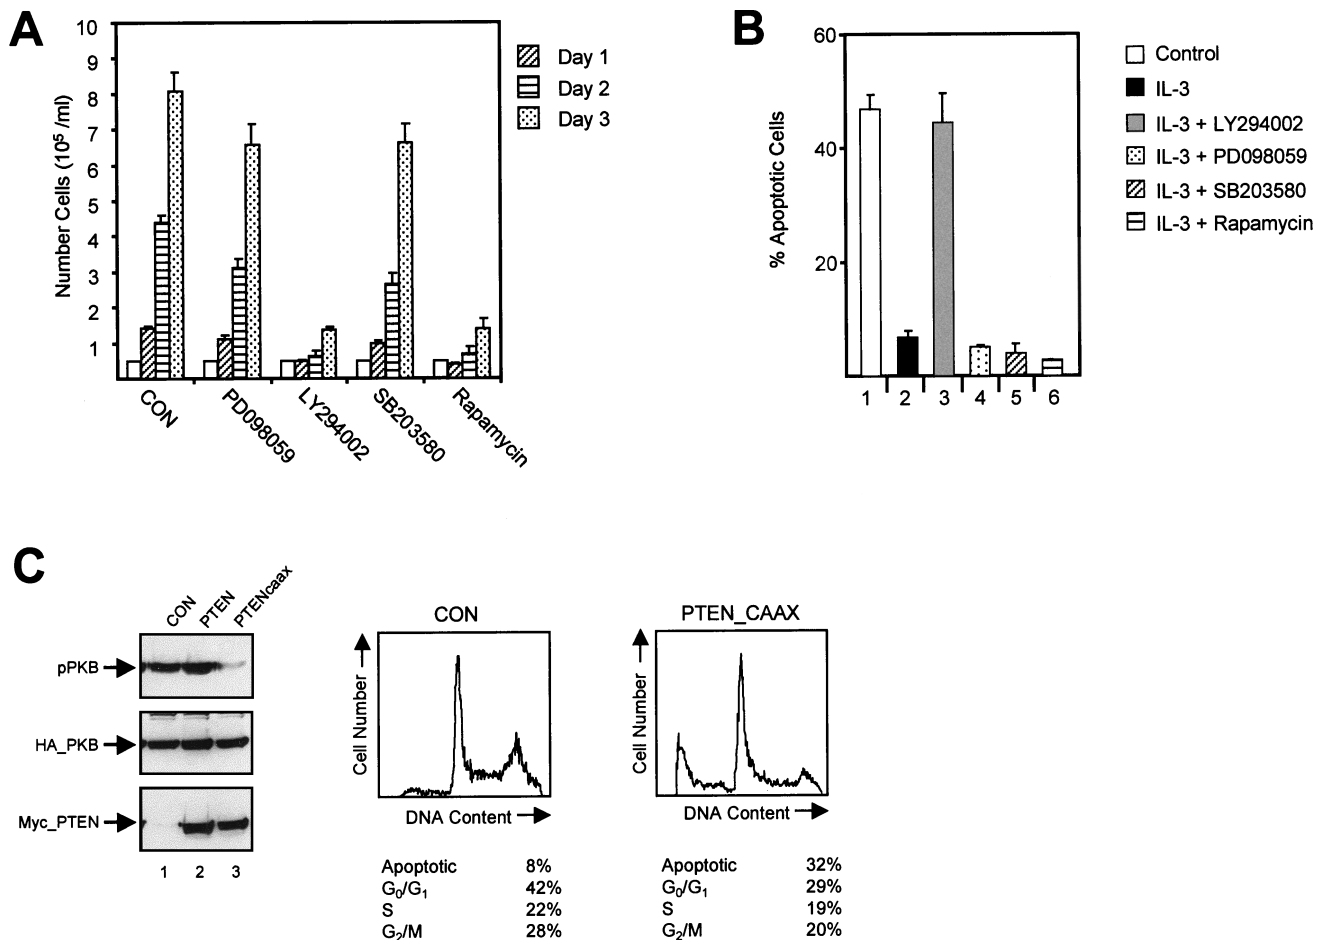 A
Number Cells (10⁵ /ml)
10
9
8
7
6
5
4
3
2
1
CON
PD098059
LY294002
SB203580
Rapamycin
Day 1
Day 2
Day 3
B
% Apoptotic Cells
60
40
20
1 2 3 4 5 6
Control
IL-3
IL-3 + LY294002
IL-3 + PD098059
IL-3 + SB203580
IL-3 + Rapamycin
C
CON
PTEN
PTENcaax
pPKB
HA_PKB
Myc_PTEN
1 2 3
CON
Cell Number
DNA Content
Apoptotic 8%
G₀/G₁ 42%
S 22%
G₂/M 28%
PTEN_CAAX
Cell Number
DNA Content
Apoptotic 32%
G₀/G₁ 29%
S 19%
G₂/M 20%